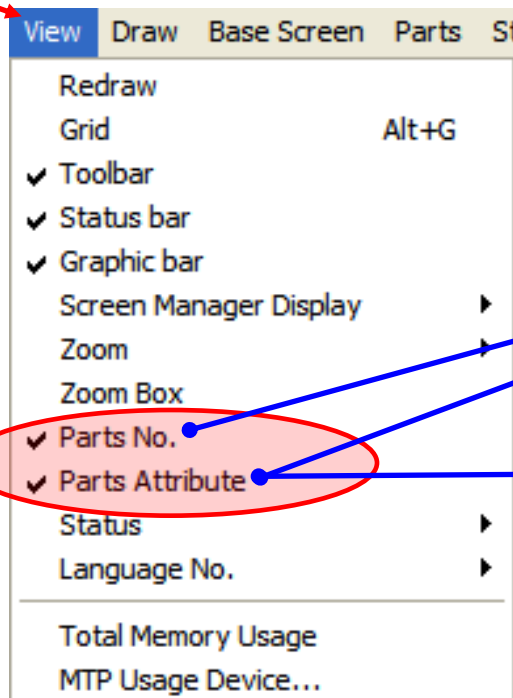 View Draw Base Screen Parts St
Redraw
Grid Alt+G
Toolbar
Status bar
Graphic bar
Screen Manager Display
Zoom
Zoom Box
Parts No.
Parts Attribute
Status
Language No.
Total Memory Usage
MTP Usage Device...